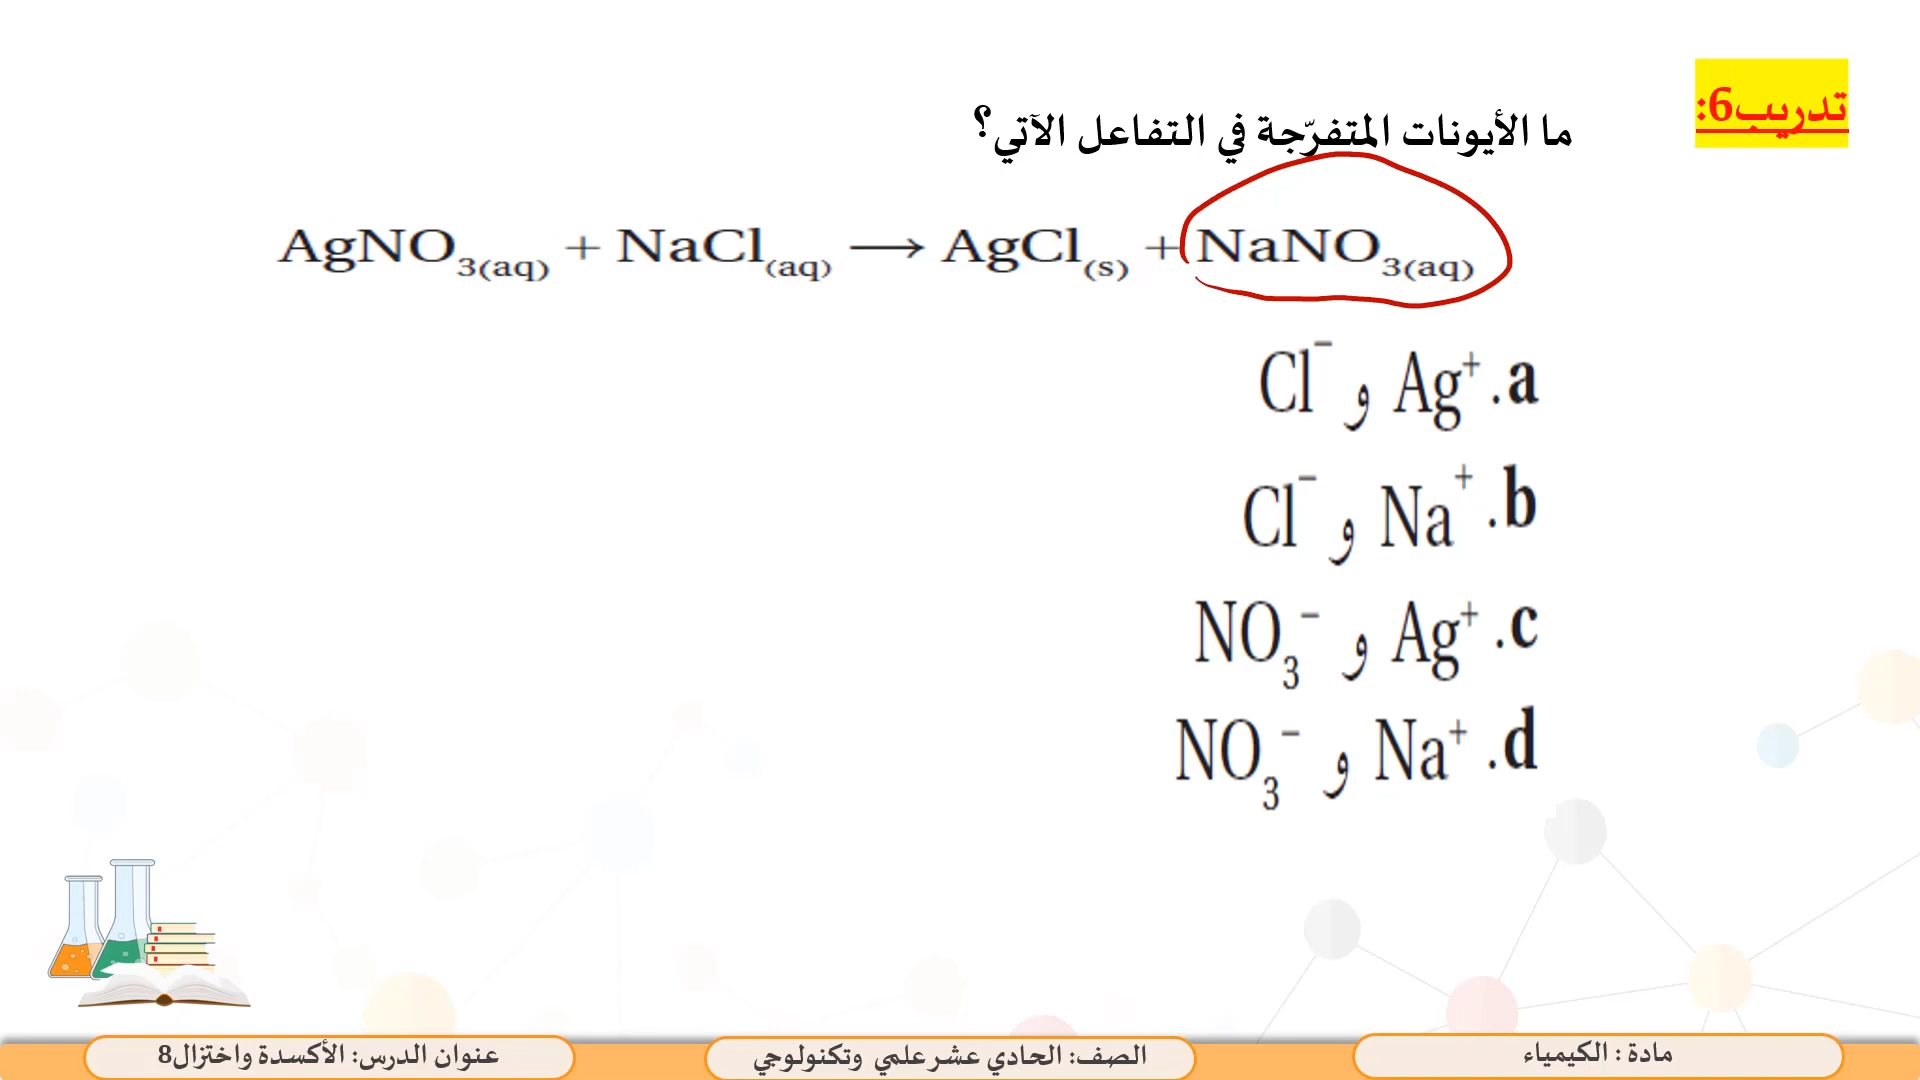 تدريب6:
ما الأيونات المتفرّجة في التفاعل الآتي؟
AgNO₃(aq) + NaCl(aq) ⟶ AgCl(s) + NaNO₃(aq)
a. Ag⁺ و Cl⁻
b. Na⁺ و Cl⁻
c. Ag⁺ و NO₃⁻
d. Na⁺ و NO₃⁻
مادة : الكيمياء
الصف: الحادي عشر علمي وتكنولوجي
عنوان الدرس: الأكسدة واختزال8